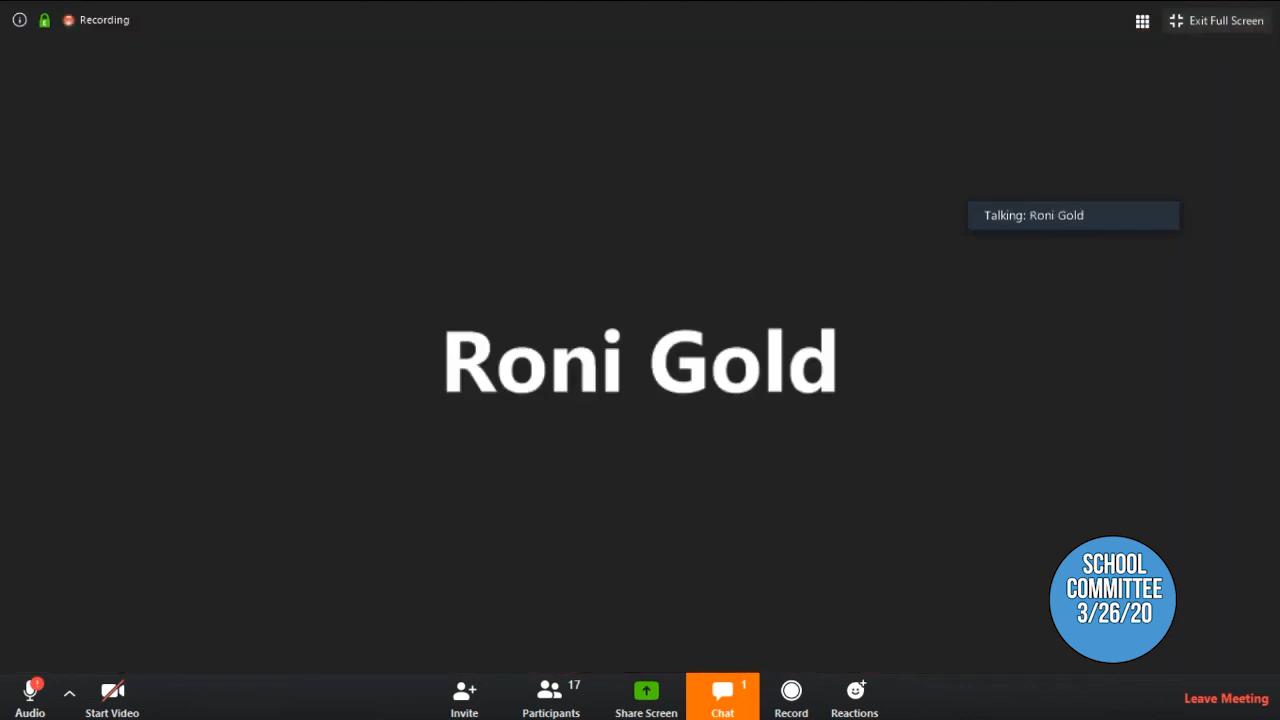 Recording
Exit Full Screen
Talking: Roni Gold
Roni Gold
SCHOOL
COMMITTEE
3/26/20
Audio
Start Video
Invite
Participants 17
Share Screen
Chat 1
Record
Reactions
Leave Meeting